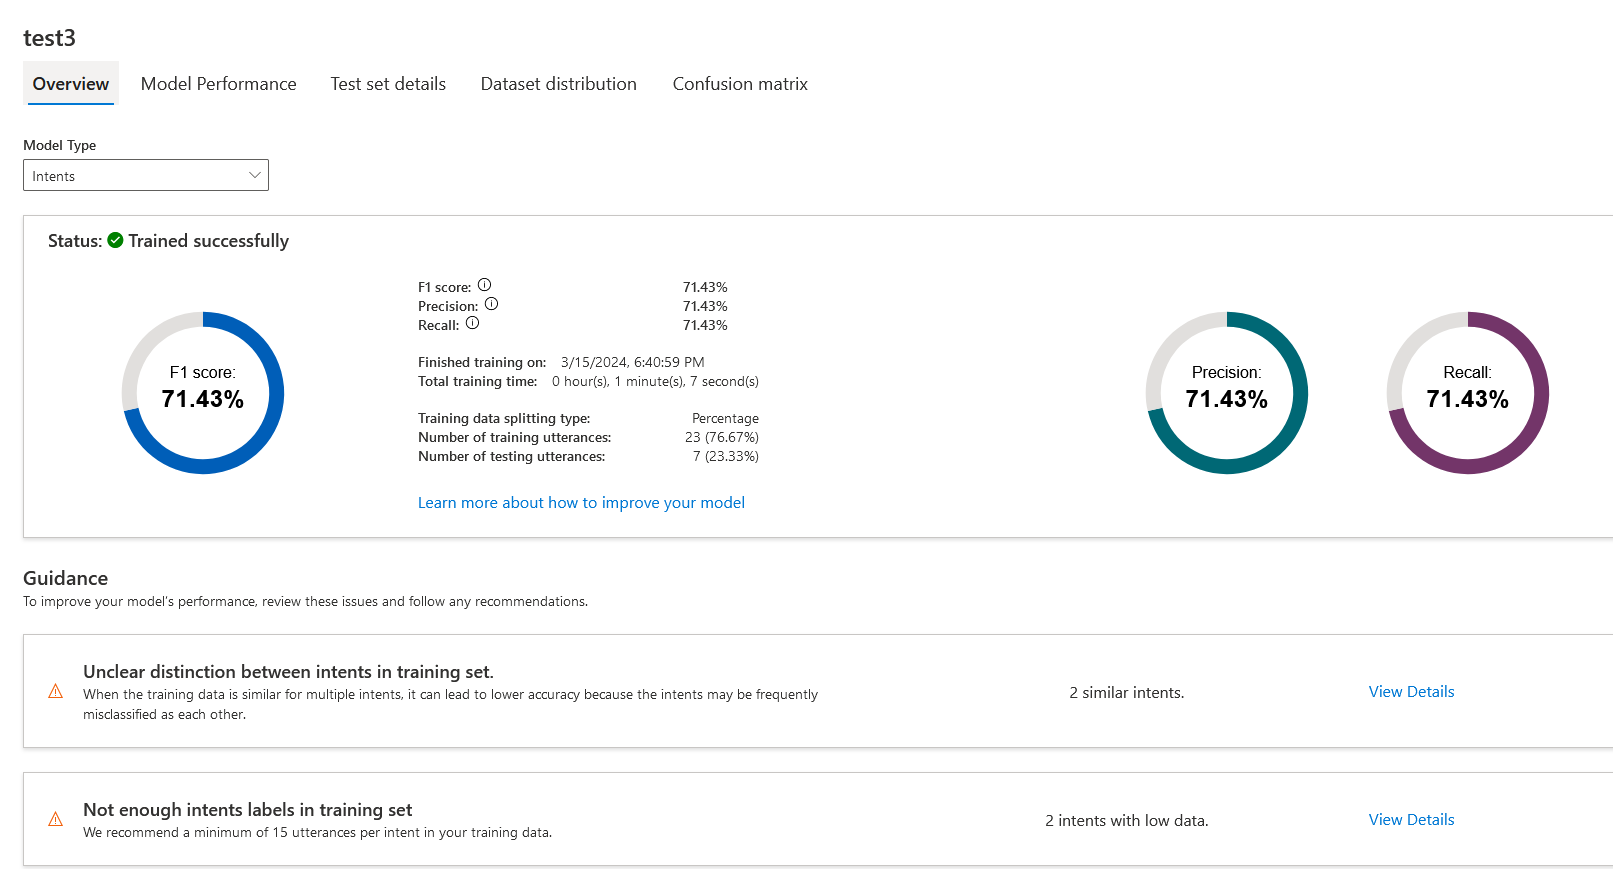 test3
Overview Model Performance Test set details Dataset distribution Confusion matrix
Model Type
Intents
Status: Trained successfully
F1 score: 71.43%
F1 score: 71.43%
Precision: 71.43%
Recall: 71.43%
Finished training on: 3/15/2024, 6:40:59 PM
Total training time: 0 hour(s), 1 minute(s), 7 second(s)
Training data splitting type: Percentage
Number of training utterances: 23 (76.67%)
Number of testing utterances: 7 (23.33%)
Learn more about how to improve your model
Precision:
71.43%
Recall:
71.43%
Guidance
To improve your model's performance, review these issues and follow any recommendations.
Unclear distinction between intents in training set.
When the training data is similar for multiple intents, it can lead to lower accuracy because the intents may be frequently
misclassified as each other.
2 similar intents.
View Details
Not enough intents labels in training set
We recommend a minimum of 15 utterances per intent in your training data.
2 intents with low data.
View Details